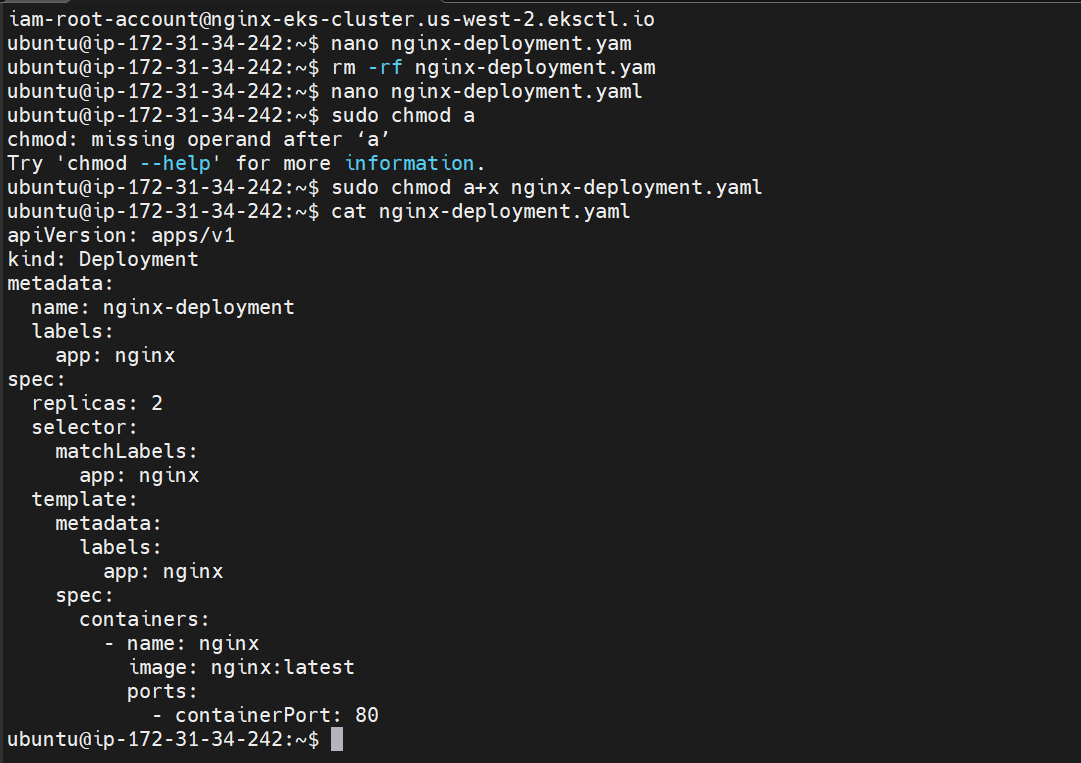 iam-root-account@nginx-eks-cluster.us-west-2.eksctl.io
ubuntu@ip-172-31-34-242:~$ nano nginx-deployment.yam
ubuntu@ip-172-31-34-242:~$ rm -rf nginx-deployment.yam
ubuntu@ip-172-31-34-242:~$ nano nginx-deployment.yaml
ubuntu@ip-172-31-34-242:~$ sudo chmod a
chmod: missing operand after ‘a’
Try 'chmod --help' for more information.
ubuntu@ip-172-31-34-242:~$ sudo chmod a+x nginx-deployment.yaml
ubuntu@ip-172-31-34-242:~$ cat nginx-deployment.yaml
apiVersion: apps/v1
kind: Deployment
metadata:
  name: nginx-deployment
  labels:
    app: nginx
spec:
  replicas: 2
  selector:
    matchLabels:
      app: nginx
  template:
    metadata:
      labels:
        app: nginx
    spec:
      containers:
        - name: nginx
          image: nginx:latest
          ports:
            - containerPort: 80
ubuntu@ip-172-31-34-242:~$